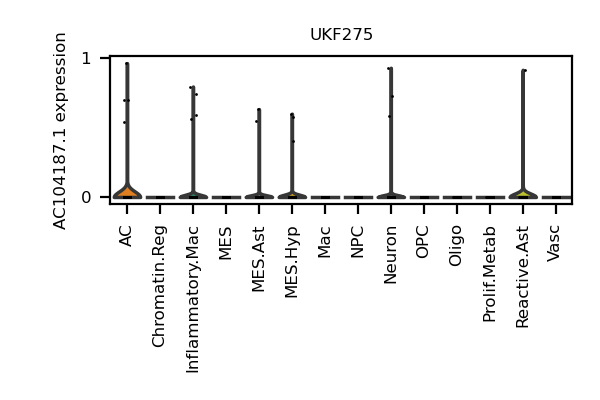 UKF275
AC104187.1 expression
1
0
AC
Chromatin.Reg
Inflammatory.Mac
MES
MES.Ast
MES.Hyp
Mac
NPC
Neuron
OPC
Oligo
Prolif.Metab
Reactive.Ast
Vasc